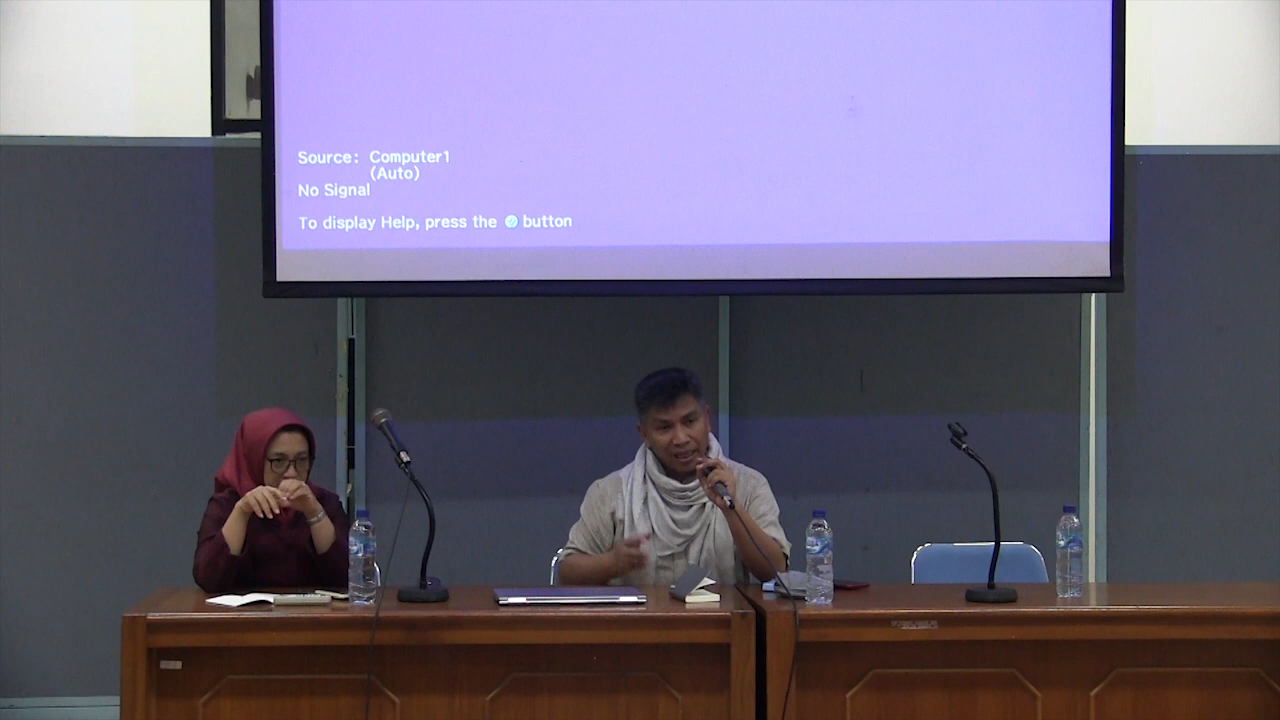 Source: Computer1
(Auto)
No Signal
To display Help, press the button